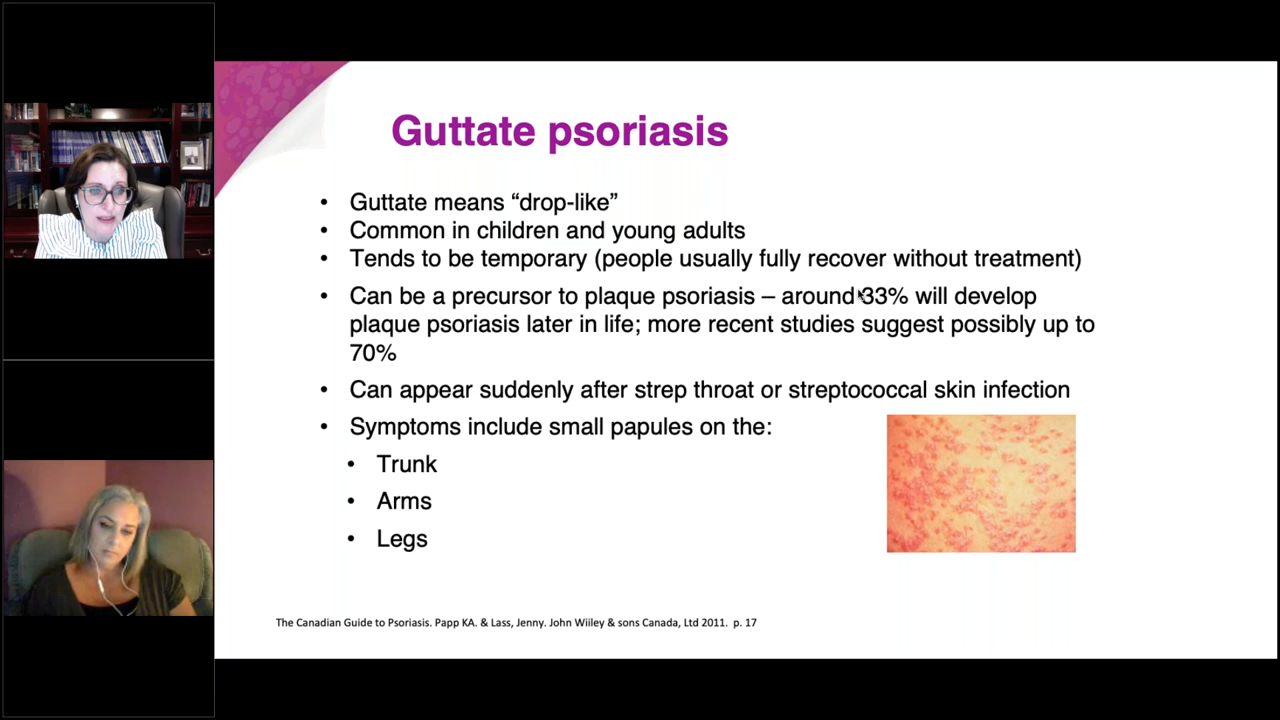 Guttate psoriasis
• Guttate means “drop-like”
• Common in children and young adults
• Tends to be temporary (people usually fully recover without treatment)
• Can be a precursor to plaque psoriasis – around 33% will develop
plaque psoriasis later in life; more recent studies suggest possibly up to
70%
• Can appear suddenly after strep throat or streptococcal skin infection
• Symptoms include small papules on the:
• Trunk
• Arms
• Legs
The Canadian Guide to Psoriasis. Papp KA. & Lass, Jenny. John Wiiley & sons Canada, Ltd 2011. p. 17